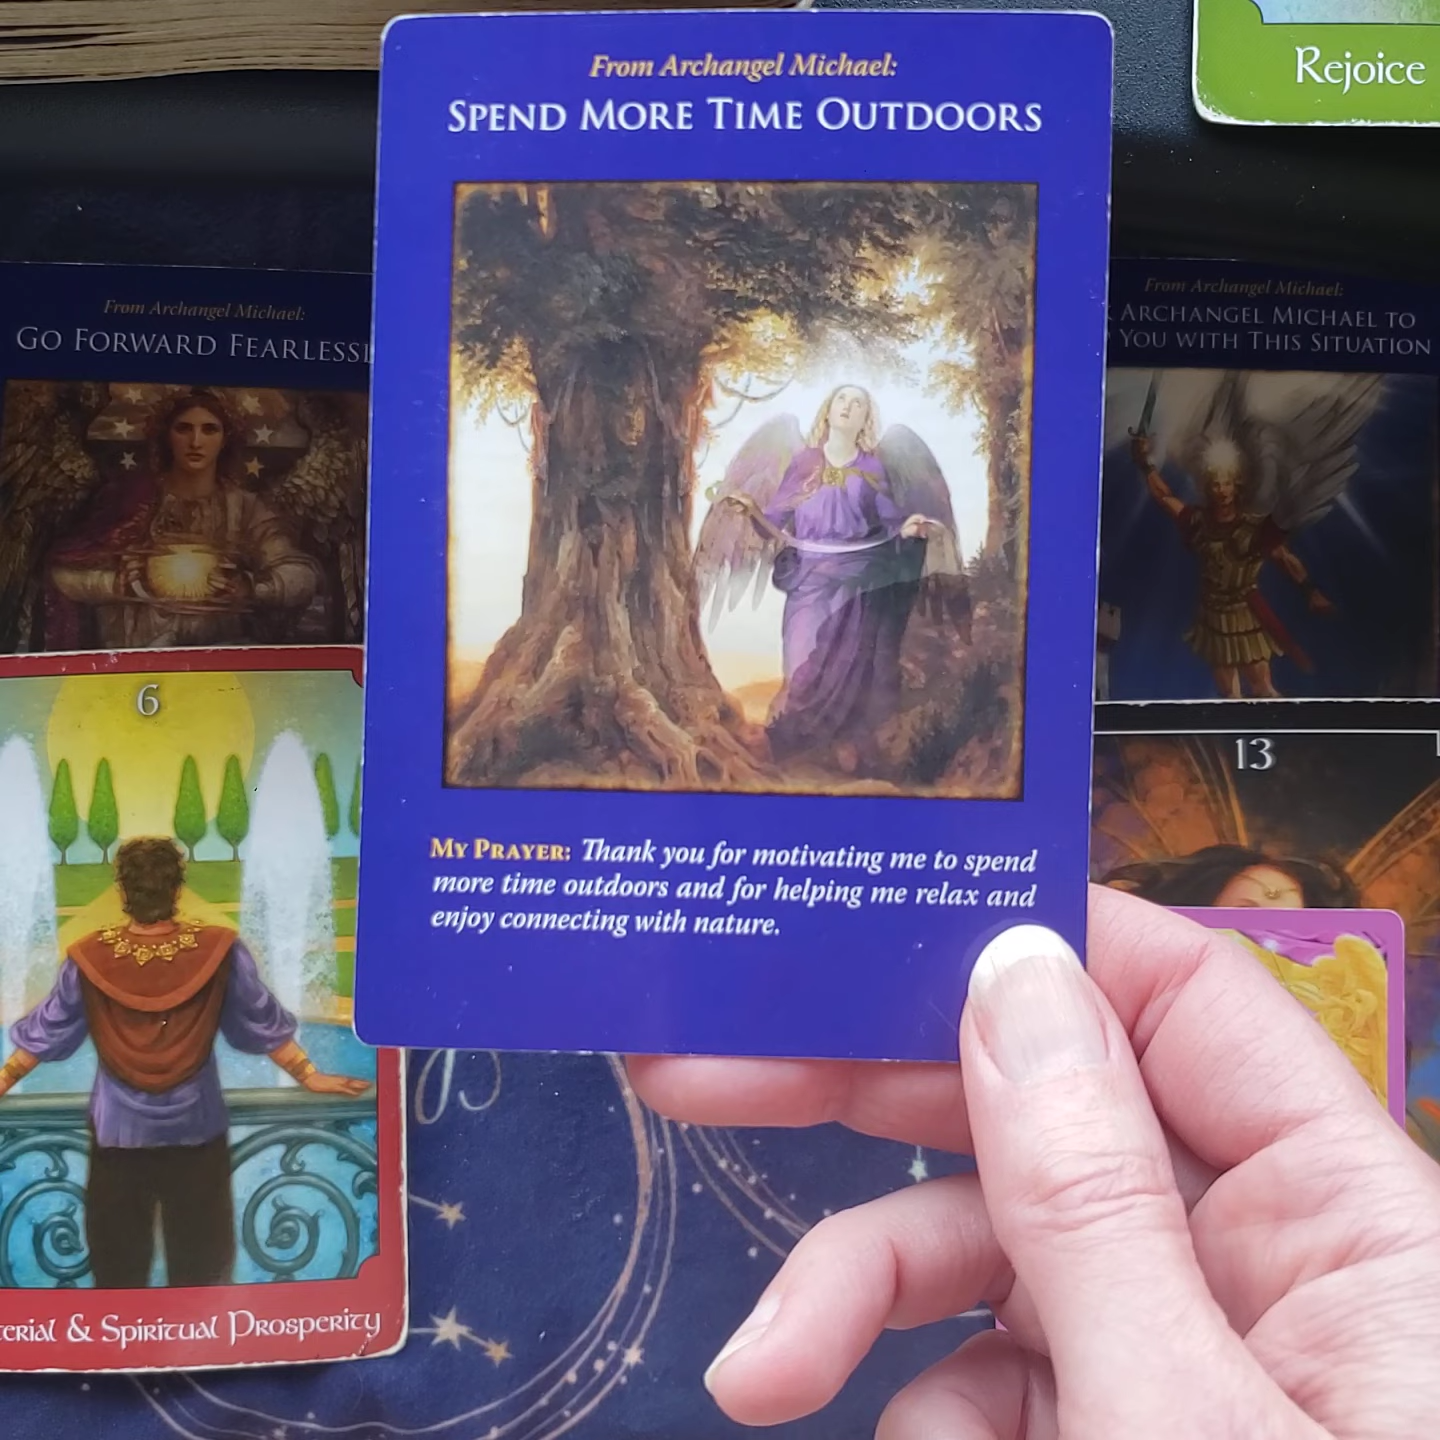 From Archangel Michael:
SPEND MORE TIME OUTDOORS
MY PRAYER: Thank you for motivating me to spend
more time outdoors and for helping me relax and
enjoy connecting with nature.
Rejoice
From Archangel Michael:
GO FORWARD
From Archangel Michael:
ARCHANGEL MICHAEL TO
YOU WITH THIS SITUATION
6
& Spiritual Prosperity
13